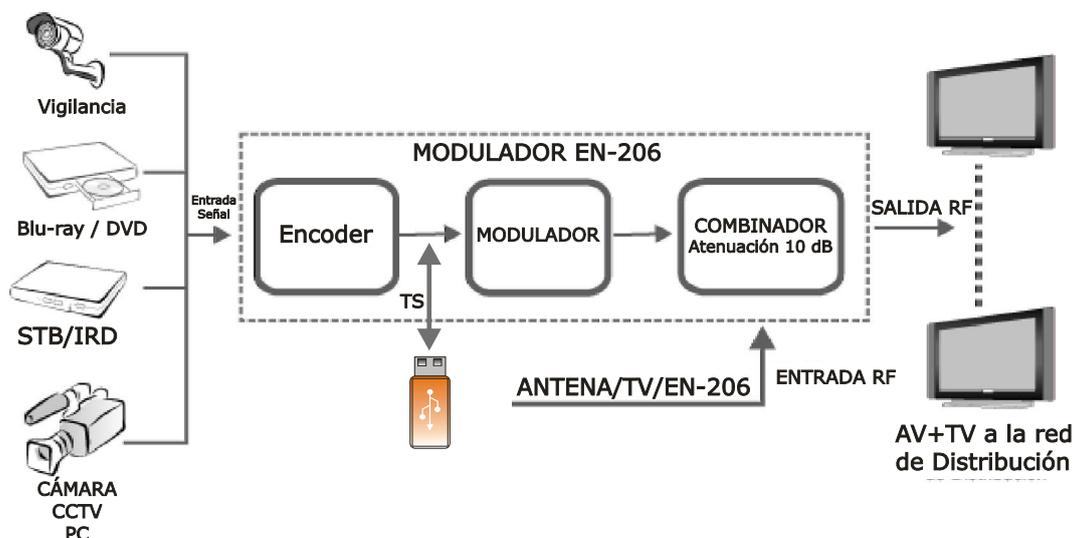 Vigilancia
Blu-ray / DVD
STB/IRD
CÁMARA
CCTV
PC
Entrada
Señal
MODULADOR EN-206
Encoder
MODULADOR
COMBINADOR
Atenuación 10 dB
TS
ANTENA/TV/EN-206
ENTRADA RF
SALIDA RF
AV+TV a la red
de Distribución